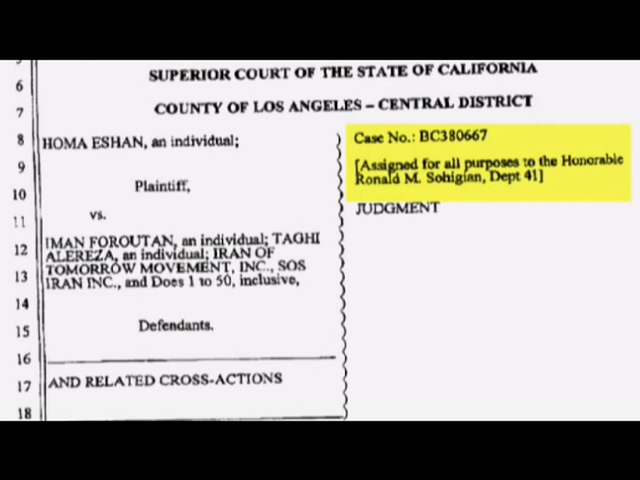 6
SUPERIOR COURT OF THE STATE OF CALIFORNIA
7
COUNTY OF LOS ANGELES – CENTRAL DISTRICT
8
HOMA ESHAN, an individual;
9
Plaintiff,
10
vs.
11
IMAN FOROUTAN, an individual; TAGHI
12
ALEREZA, an individual; IRAN OF
TOMORROW MOVEMENT, INC., SOS
13
IRAN INC., and Does 1 to 50, inclusive,
14
Defendants.
15
16
AND RELATED CROSS-ACTIONS
17
18
Case No.: BC380667
[Assigned for all purposes to the Honorable
Ronald M. Sohigian, Dept 41]
JUDGMENT